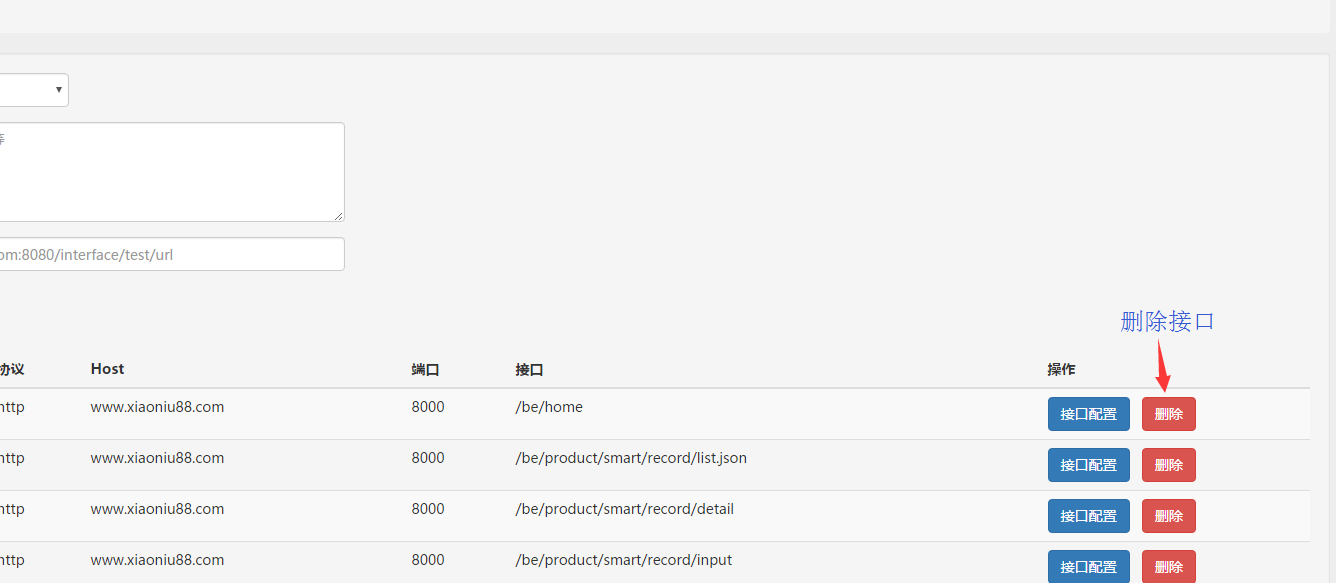 等
om:8080/interface/test/url
删除接口
协议 Host 端口 接口 操作
http www.xiaoniu88.com 8000 /be/home 接口配置 删除
http www.xiaoniu88.com 8000 /be/product/smart/record/list.json 接口配置 删除
http www.xiaoniu88.com 8000 /be/product/smart/record/detail 接口配置 删除
http www.xiaoniu88.com 8000 /be/product/smart/record/input 接口配置 删除